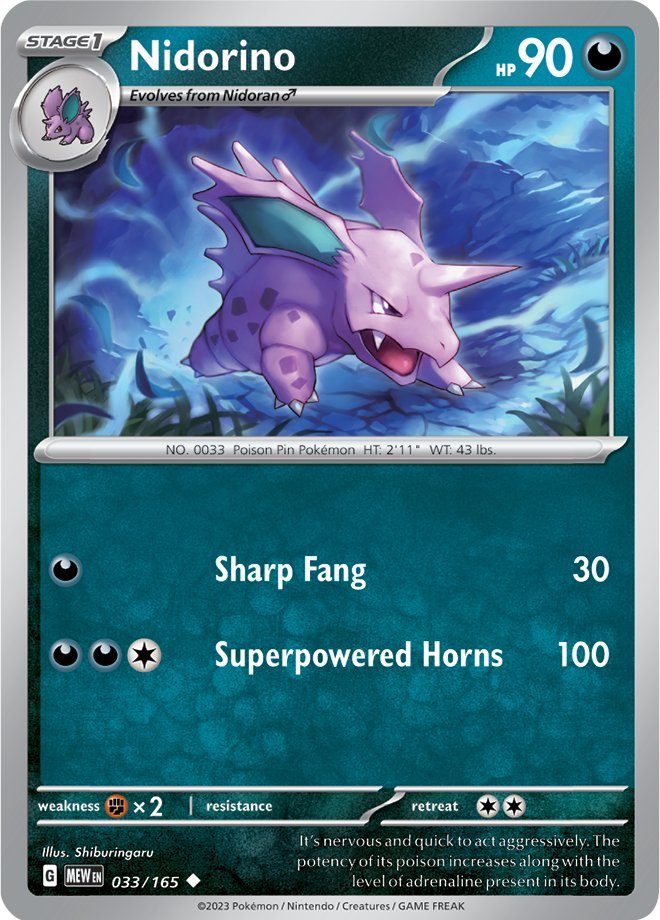 STAGE1
Nidorino
HP 90
Evolves from Nidoran♂
NO. 0033 Poison Pin Pokémon HT: 2'11" WT: 43 lbs.
Sharp Fang 30
Superpowered Horns 100
weakness ×2 resistance retreat
Illus. Shiburingaru
It's nervous and quick to act aggressively. The
potency of its poison increases along with the
level of adrenaline present in its body.
G MEW EN 033/165 ◆
©2023 Pokémon / Nintendo / Creatures / GAME FREAK